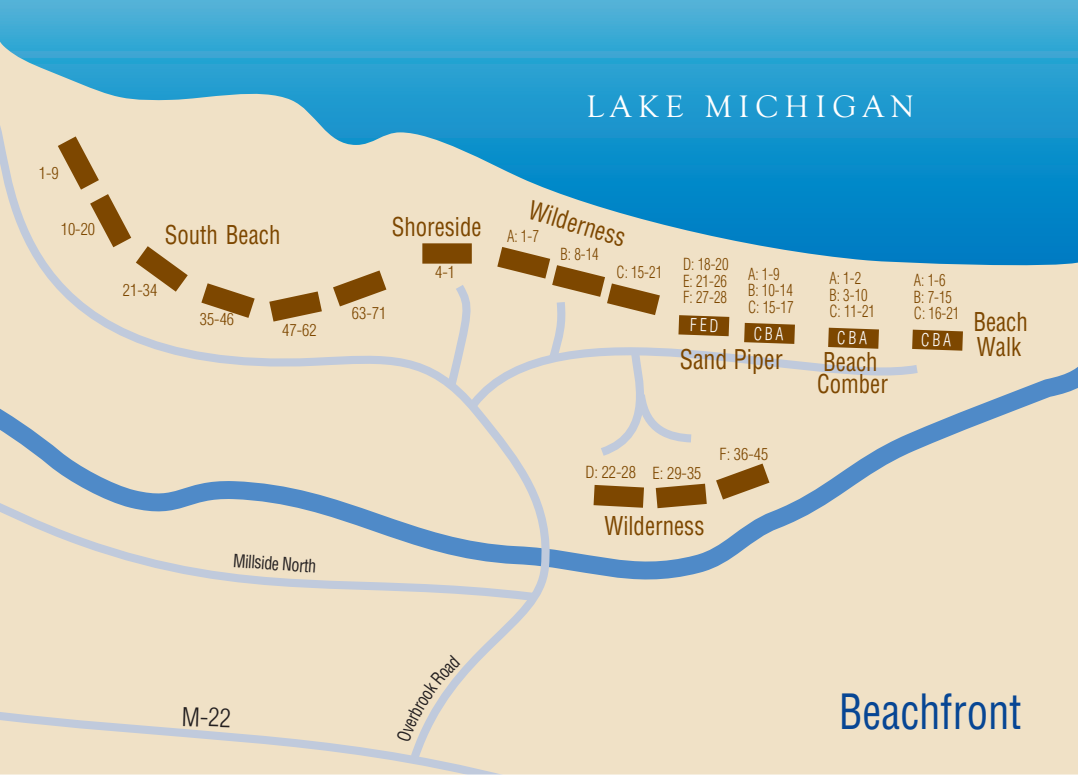 LAKE MICHIGAN
1-9
10-20
South Beach
21-34
35-46
47-62
63-71
Shoreside
4-1
Wilderness
A: 1-7
B: 8-14
C: 15-21
D: 18-20
E: 21-26
F: 27-28
FED
A: 1-9
B: 10-14
C: 15-17
CBA
Sand Piper
A: 1-2
B: 3-10
C: 11-21
CBA
Beach
Comber
A: 1-6
B: 7-15
C: 16-21
CBA
Beach
Walk
D: 22-28
E: 29-35
F: 36-45
Wilderness
Millside North
Overbrook Road
M-22
Beachfront